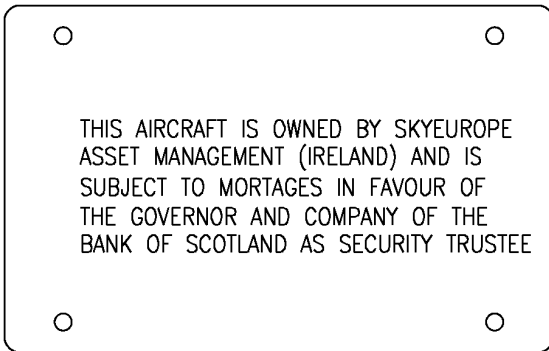 THIS AIRCRAFT IS OWNED BY SKYEUROPE
ASSET MANAGEMENT (IRELAND) AND IS
SUBJECT TO MORTAGES IN FAVOUR OF
THE GOVERNOR AND COMPANY OF THE
BANK OF SCOTLAND AS SECURITY TRUSTEE